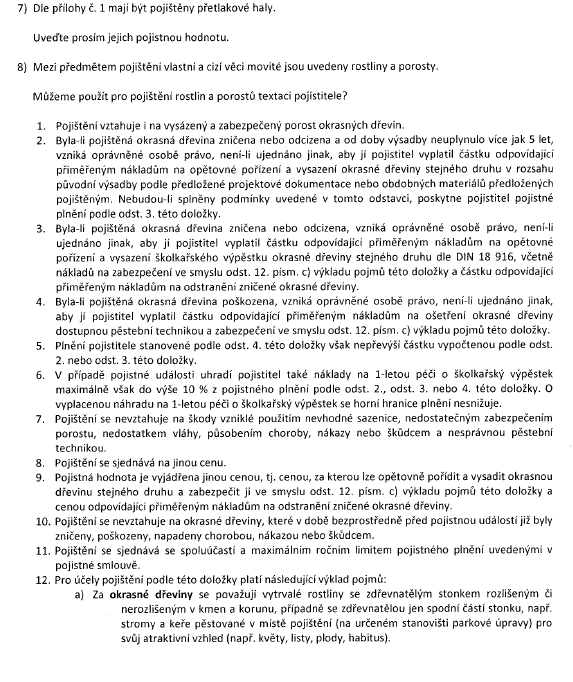 7) Dle přílohy č. 1 mají být pojištěny přetlakové haly.
Uveďte prosím jejich pojistnou hodnotu.
8) Mezi předmětem pojištění vlastní a cizí věci movité jsou uvedeny rostliny a porosty.
Můžeme použít pro pojištění rostlin a porostů textaci pojistitele?
1. Pojištění vztahuje i na vysázený a zabezpečený porost okrasných dřevin.
2. Byla-li pojištěná okrasná dřevina zničena nebo odcizena a od doby výsadby neuplynulo více jak 5 let,
vzniká oprávněné osobě právo, není-li ujednáno jinak, aby jí pojistitel vyplatil částku odpovídající
přiměřeným nákladům na opětovné pořízení a vysazení okrasné dřeviny stejného druhu v rozsahu
původní výsadby podle předložené projektové dokumentace nebo obdobných materiálů předložených
pojištěným. Nebudou-li splněny podmínky uvedené v tomto odstavci, poskytne pojistitel pojistné
plnění podle odst. 3. této doložky.
3. Byla-li pojištěná okrasná dřevina zničena nebo odcizena, vzniká oprávněné osobě právo, není-li
ujednáno jinak, aby jí pojistitel vyplatil částku odpovídající přiměřeným nákladům na opětovné
pořízení a vysazení školkařského výpěstku okrasné dřeviny stejného druhu dle DIN 18 916, včetně
nákladů na zabezpečení ve smyslu odst. 12. písm. c) výkladu pojmů této doložky a částku odpovídající
přiměřeným nákladům na odstranění zničené okrasné dřeviny.
4. Byla-li pojištěná okrasná dřevina poškozena, vzniká oprávněné osobě právo, není-li ujednáno jinak,
aby jí pojistitel vyplatil částku odpovídající přiměřeným nákladům na ošetření okrasné dřeviny
dostupnou pěstební technikou a zabezpečení ve smyslu odst. 12. písm. c) výkladu pojmů této doložky.
5. Plnění pojistitele stanovené podle odst. 4. této doložky však nepřevýší částku vypočtenou podle odst.
2. nebo odst. 3. této doložky.
6. V případě pojistné události uhradí pojistitel také náklady na 1-letou péči o školkařský výpěstek
maximálně však do výše 10 % z pojistného plnění podle odst. 2., odst. 3. nebo 4. této doložky. O
vyplacenou náhradu na 1-letou péči o školkařský výpěstek se horní hranice plnění nesnižuje.
7. Pojištění se nevztahuje na škody vzniklé použitím nevhodné sazenice, nedostatečným zabezpečením
porostu, nedostatkem vláhy, působením choroby, nákazy nebo škůdcem a nesprávnou pěstební
technikou.
8. Pojištění se sjednává na jinou cenu.
9. Pojistná hodnota je vyjádřena jinou cenou, tj. cenou, za kterou lze opětovně pořídit a vysadit okrasnou
dřevinu stejného druhu a zabezpečit ji ve smyslu odst. 12. písm. c) výkladu pojmů této doložky a
cenou odpovídající přiměřeným nákladům na odstranění zničené okrasné dřeviny.
10. Pojištění se nevztahuje na okrasné dřeviny, které v době bezprostředně před pojistnou událostí již byly
zničeny, poškozeny, napadeny chorobou, nákazou nebo škůdcem.
11. Pojištění se sjednává se spoluúčastí a maximálním ročním limitem pojistného plnění uvedenými v
pojistné smlouvě.
12. Pro účely pojištění podle této doložky platí následující výklad pojmů:
a) Za okrasné dřeviny se považují vytrvalé rostliny se zdřevnatělým stonkem rozlišeným či
nerozlišeným v kmen a korunu, případně se zdřevnatělou jen spodní částí stonku, např.
stromy a keře pěstované v místě pojištění (na určeném stanovišti parkové úpravy) pro
svůj atraktivní vzhled (např. květy, listy, plody, habitus).